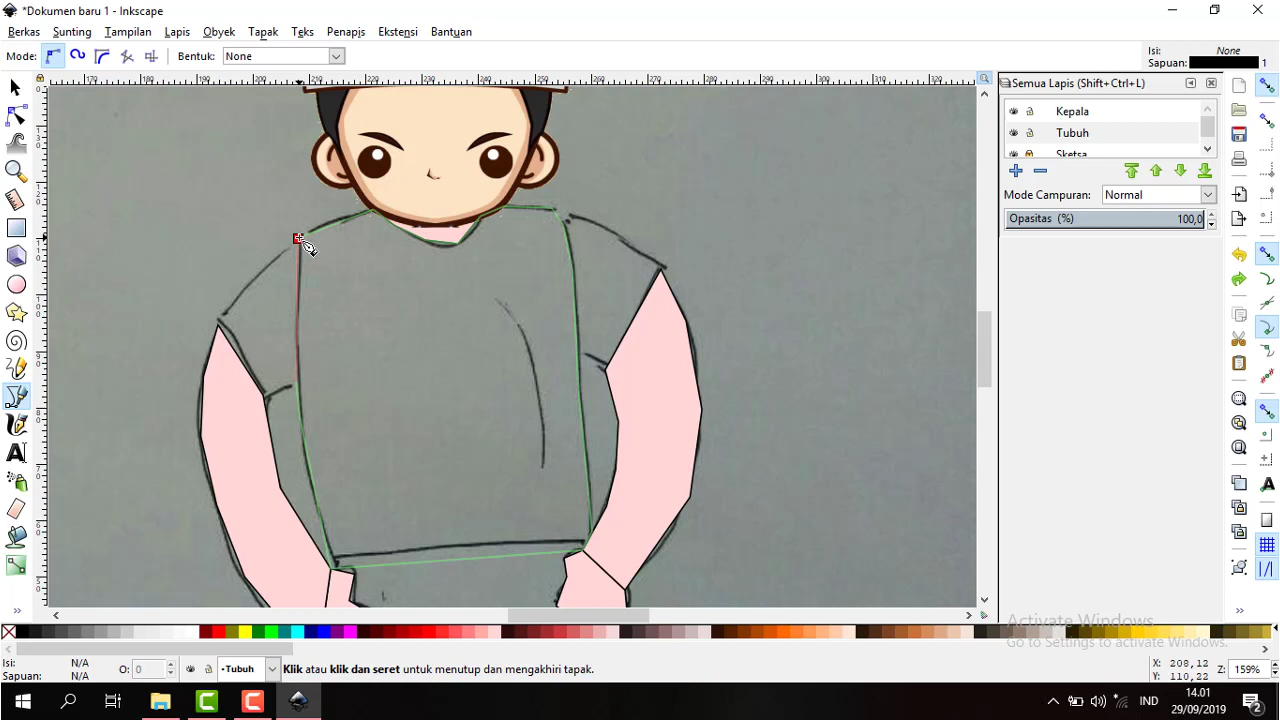 *Dokumen baru 1 - Inkscape
Berkas Sunting Tampilan Lapis Obyek Tapak Teks Penapis Ekstensi Bantuan
Mode: Bentuk: None
Isi: None
Sapuan: 1
Semua Lapis (Shift+Ctrl+L)
Kepala
Tubuh
Sketsa
Mode Campuran: Normal
Opasitas (%) 100,0
Activate Windows
Go to Settings to activate Windows.
Isi: N/A
Sapuan: N/A
O: 0
•Tubuh
Klik atau klik dan seret untuk menutup dan mengakhiri tapak.
X: 208,12
Y: 110,22
Z: 159%
IND
14.01
29/09/2019
2